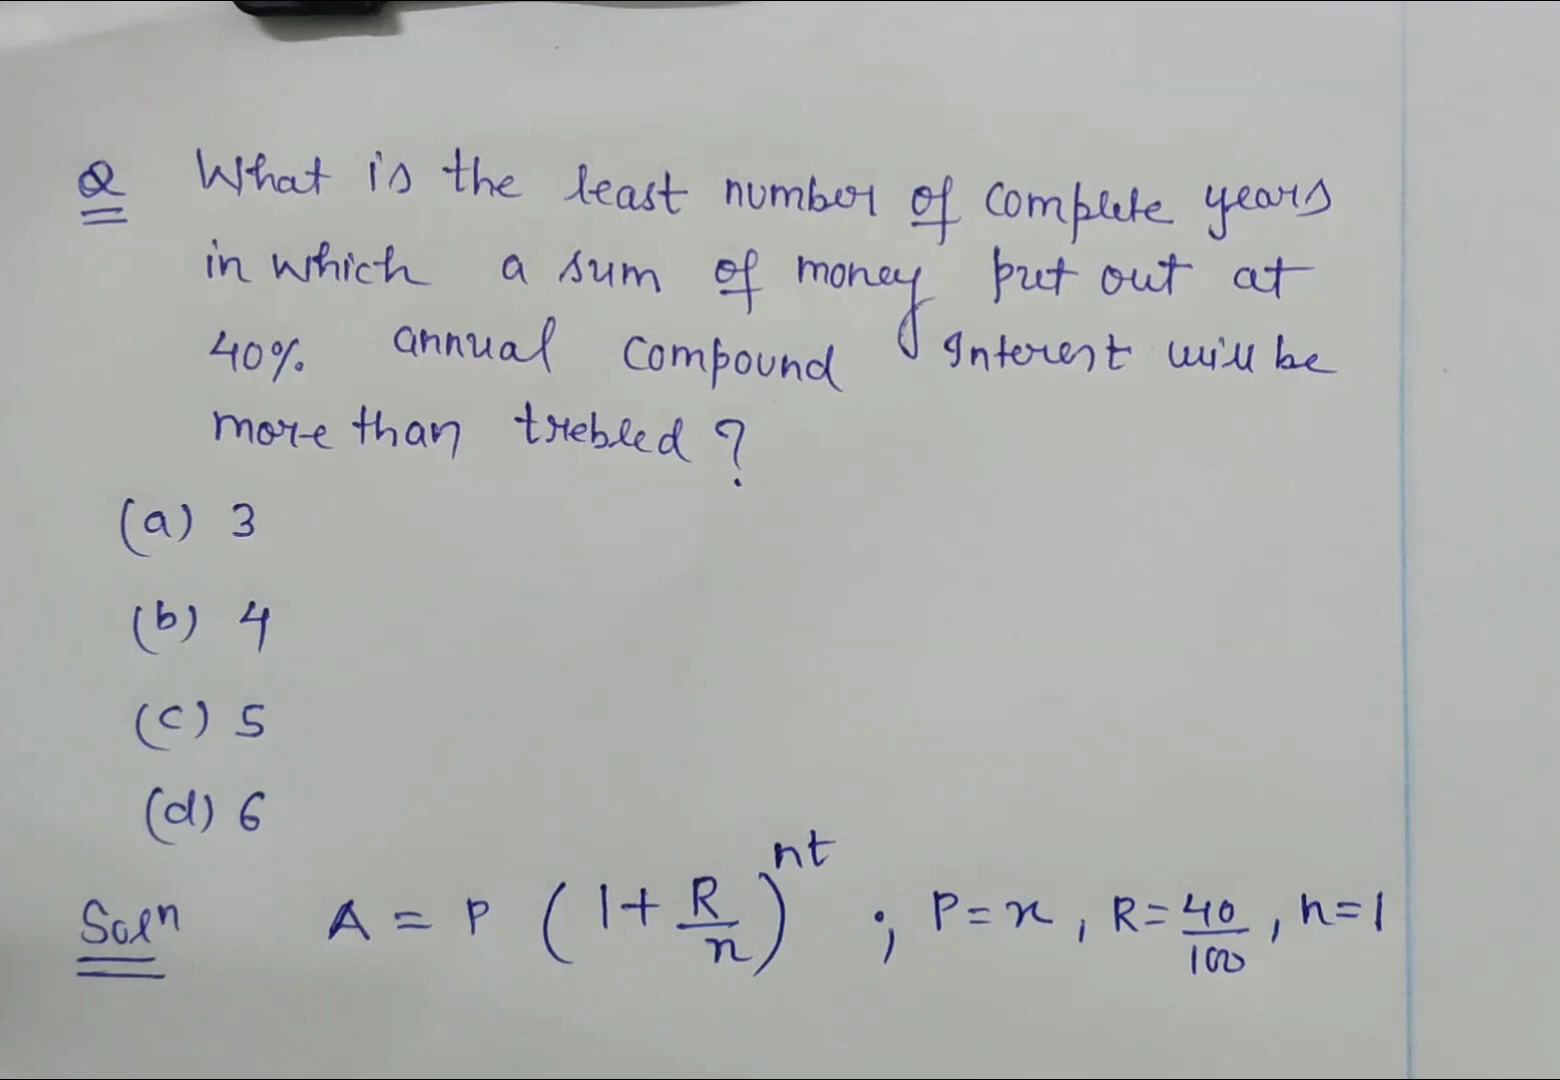 Q What is the least number of complete years
in which a sum of money put out at
40% annual compound Interest will be
more than trebled ?
(a) 3
(b) 4
(c) 5
(d) 6
Soln A = P ( 1 + R/n )^nt ; P = x , R = 40/100 , n = 1